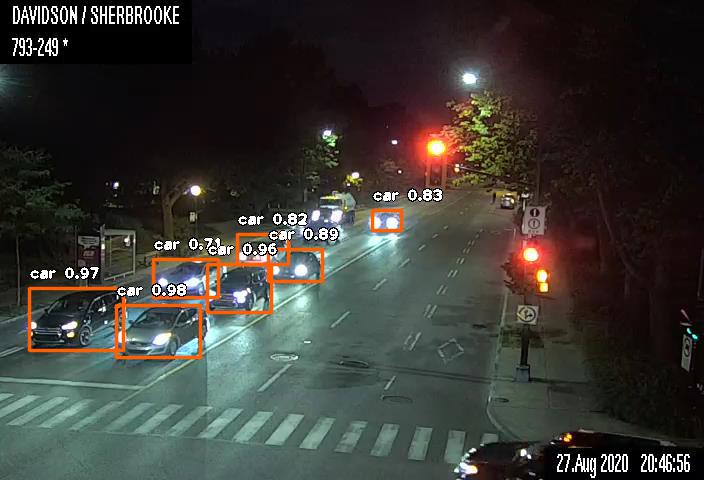 DAVIDSON / SHERBROOKE
793-249 *
car 0.83
car 0.82
car 0.89
car 0.71
car 0.96
car 0.97
car 0.98
27.Aug 2020 20:46:56